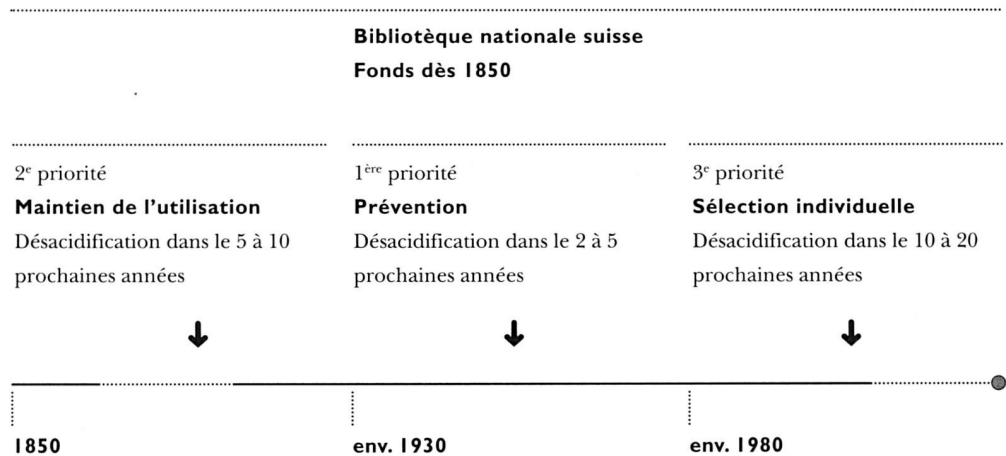 Bibliotèque nationale suisse
Fonds dès 1850
2e priorité
Maintien de l'utilisation
Désacidification dans le 5 à 10
prochaines années
1ère priorité
Prévention
Désacidification dans le 2 à 5
prochaines années
3e priorité
Sélection individuelle
Désacidification dans le 10 à 20
prochaines années
1850
env. 1930
env. 1980